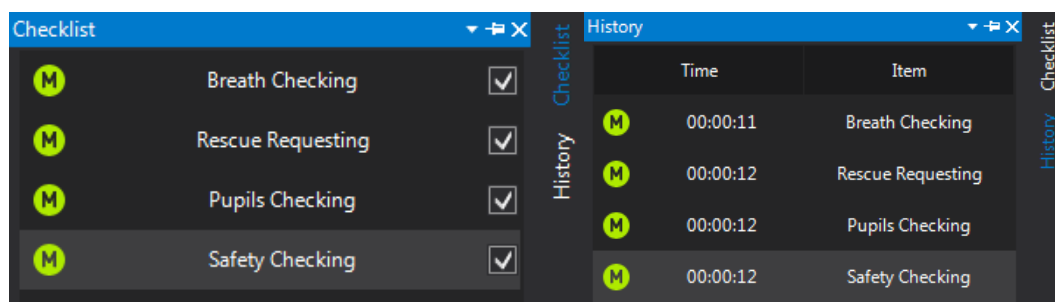 Checklist
M Breath Checking
M Rescue Requesting
M Pupils Checking
M Safety Checking
Checklist
History
History
Time Item
M 00:00:11 Breath Checking
M 00:00:12 Rescue Requesting
M 00:00:12 Pupils Checking
M 00:00:12 Safety Checking
Checklist
History